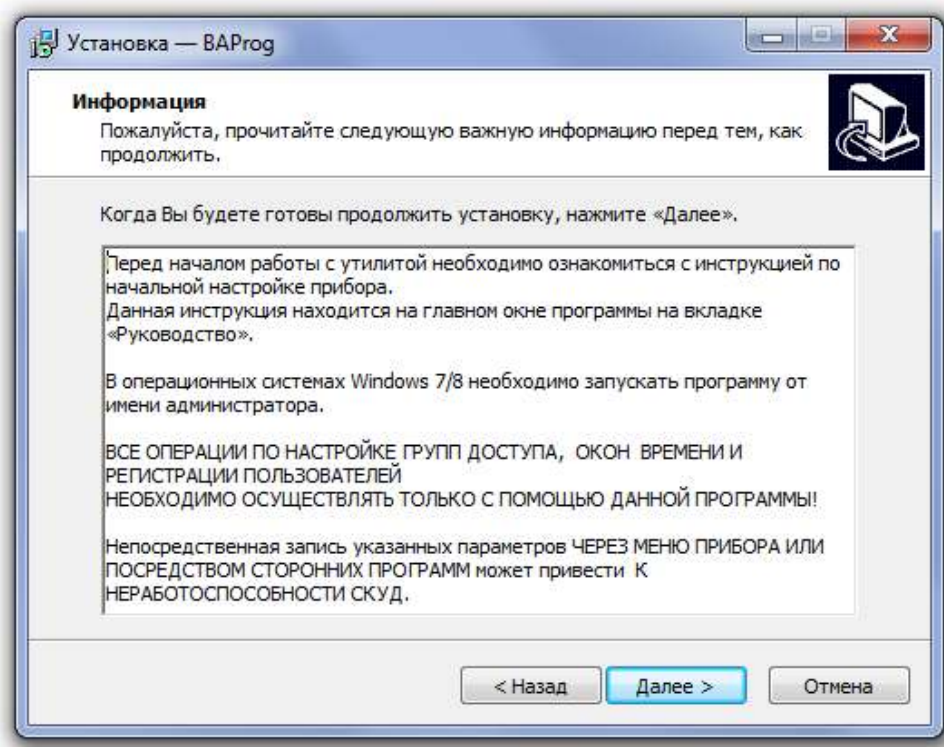 Установка — BAProg
Информация
Пожалуйста, прочитайте следующую важную информацию перед тем, как
продолжить.
Когда Вы будете готовы продолжить установку, нажмите «Далее».
Перед началом работы с утилитой необходимо ознакомиться с инструкцией по
начальной настройке прибора.
Данная инструкция находится на главном окне программы на вкладке
«Руководство».
В операционных системах Windows 7/8 необходимо запускать программу от
имени администратора.
ВСЕ ОПЕРАЦИИ ПО НАСТРОЙКЕ ГРУПП ДОСТУПА, ОКОН ВРЕМЕНИ И
РЕГИСТРАЦИИ ПОЛЬЗОВАТЕЛЕЙ
НЕОБХОДИМО ОСУЩЕСТВЛЯТЬ ТОЛЬКО С ПОМОЩЬЮ ДАННОЙ ПРОГРАММЫ!
Непосредственная запись указанных параметров ЧЕРЕЗ МЕНЮ ПРИБОРА ИЛИ
ПОСРЕДСТВОМ СТОРОННИХ ПРОГРАММ может привести К
НЕРАБОТОСПОСОБНОСТИ СКУД.
< Назад Далее > Отмена